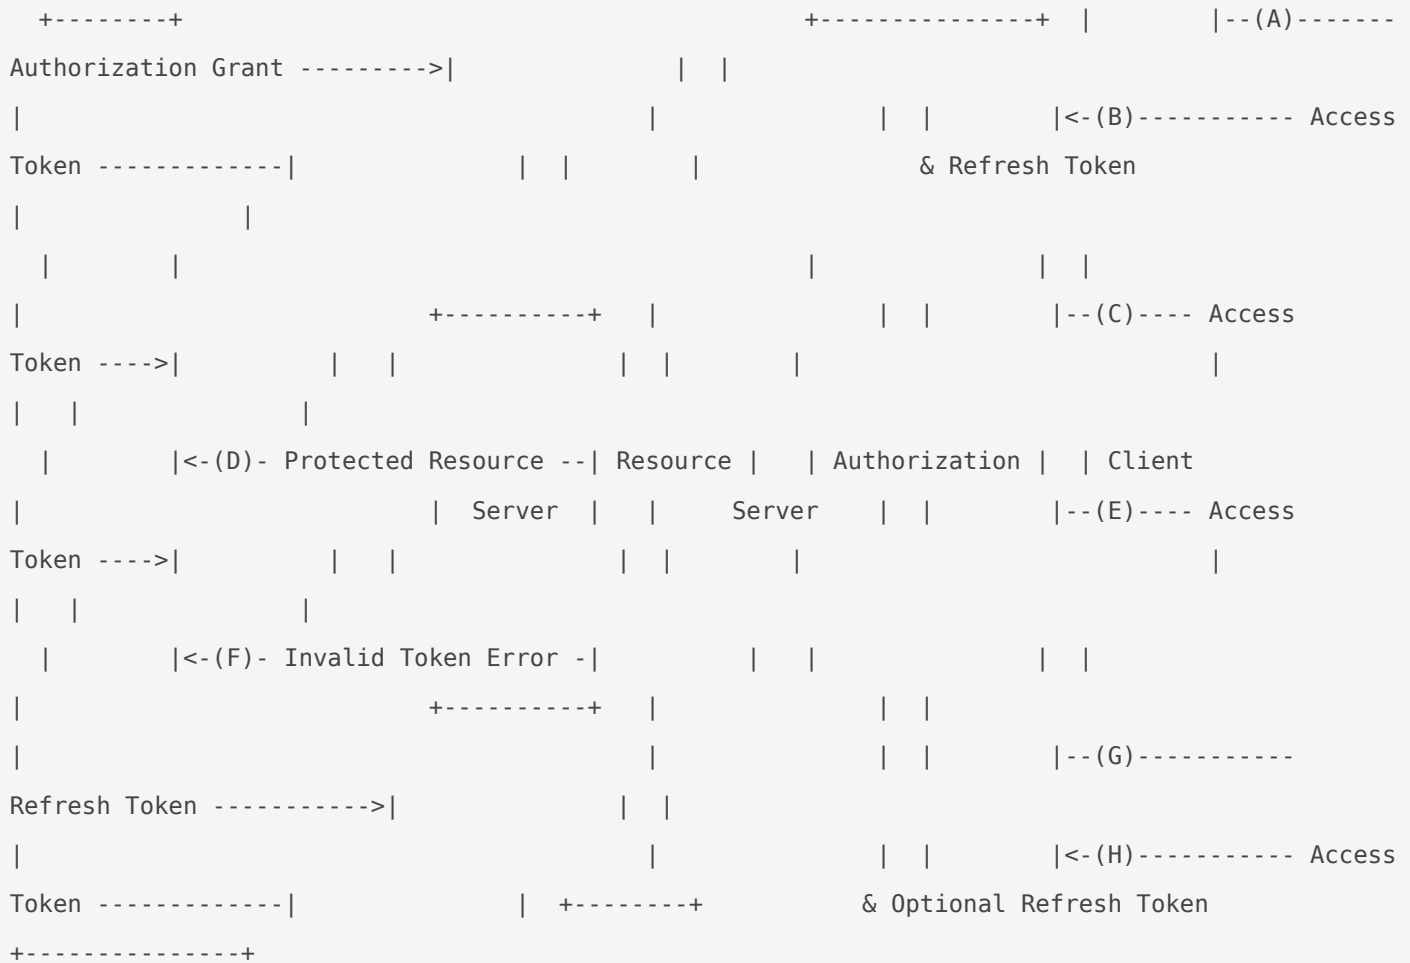 +--------+                                           +---------------+  |        |--(A)-------
Authorization Grant --------->|               |  |
|                                           |               |  |        |<-(B)----------- Access
Token -------------|               |  |        |               & Refresh Token
|               |
  |        |                                           |               |  |
|                            +----------+   |               |  |        |--(C)---- Access
Token ---->|          |   |               |  |        |                            |
|   |               |
  |        |<-(D)- Protected Resource --| Resource |   | Authorization |  | Client
|                            |  Server  |   |     Server    |  |        |--(E)---- Access
Token ---->|          |   |               |  |        |                            |
|   |               |
  |        |<-(F)- Invalid Token Error -|          |   |               |  |
|                            +----------+   |               |  |
|                                           |               |  |        |--(G)-----------
Refresh Token ----------->|               |  |
|                                           |               |  |        |<-(H)----------- Access
Token -------------|               |  +--------+           & Optional Refresh Token
+---------------+